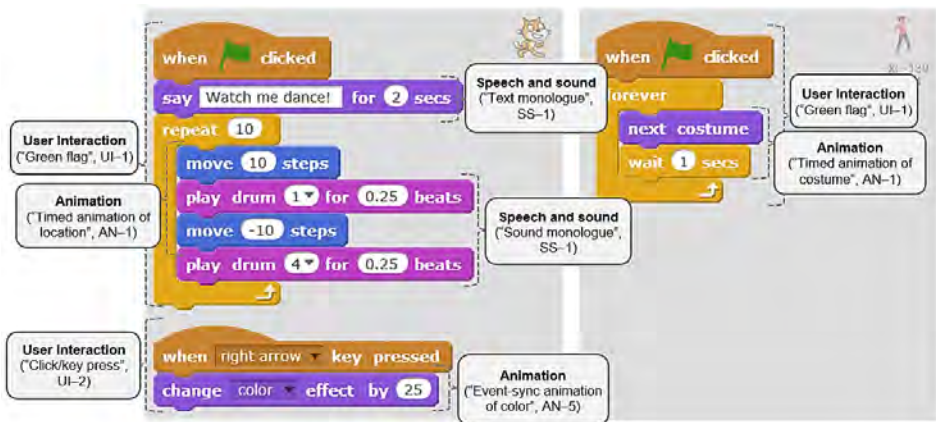 when clicked
say Watch me dance! for 2 secs
repeat 10
move 10 steps
play drum 1 for 0.25 beats
move -10 steps
play drum 4 for 0.25 beats
when right arrow key pressed
change color effect by 25
User Interaction
("Green flag", UI–1)
Animation
("Timed animation of
location", AN–1)
User Interaction
("Click/key press",
UI–2)
Speech and sound
("Text monologue",
SS–1)
Speech and sound
("Sound monologue",
SS–1)
Animation
("Event-sync animation
of color", AN–5)
when clicked
forever
next costume
wait 1 secs
User Interaction
("Green flag", UI–1)
Animation
("Timed animation of
costume", AN–1)